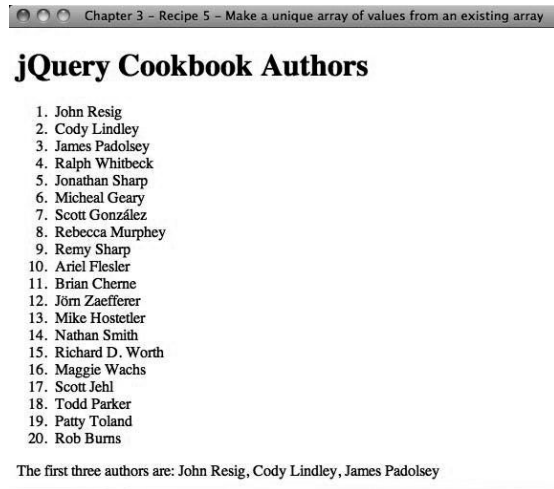 Chapter 3 – Recipe 5 – Make a unique array of values from an existing array
jQuery Cookbook Authors
1. John Resig
2. Cody Lindley
3. James Padolsey
4. Ralph Whitbeck
5. Jonathan Sharp
6. Micheal Geary
7. Scott González
8. Rebecca Murphey
9. Remy Sharp
10. Ariel Flesler
11. Brian Cherne
12. Jörn Zaefferer
13. Mike Hostetler
14. Nathan Smith
15. Richard D. Worth
16. Maggie Wachs
17. Scott Jehl
18. Todd Parker
19. Patty Toland
20. Rob Burns
The first three authors are: John Resig, Cody Lindley, James Padolsey